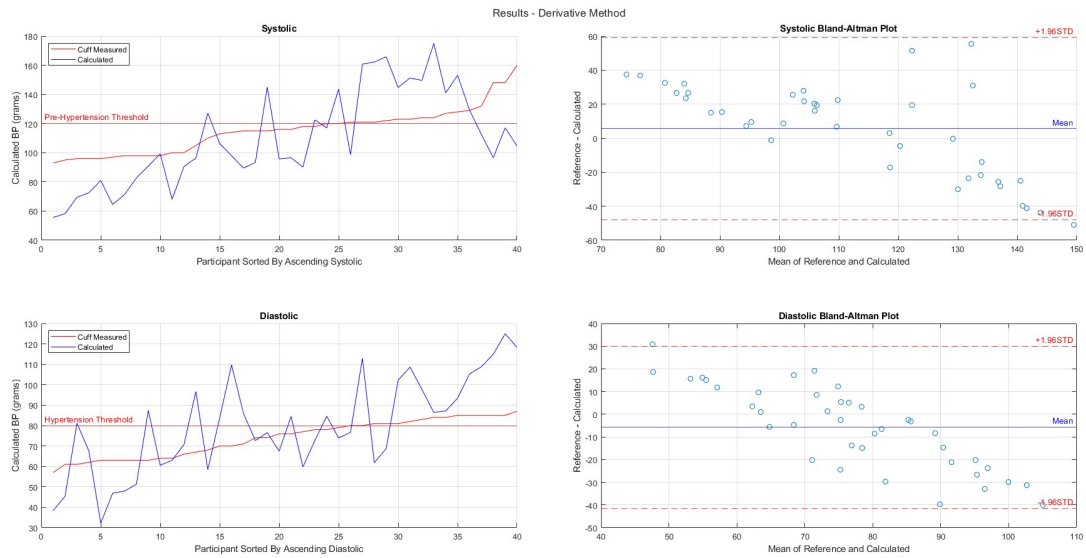 Results - Derivative Method
Systolic
Calculated BP (grams)
180
160
140
120
100
80
60
40
Cuff Measured
Calculated
Pre-Hypertension Threshold
0 5 10 15 20 25 30 35 40
Participant Sorted By Ascending Systolic
Systolic Bland-Altman Plot
Reference - Calculated
60
40
20
0
-20
-40
-60
+1.96STD
Mean
-1.96STD
70 80 90 100 110 120 130 140 150
Mean of Reference and Calculated
Diastolic
Calculated BP (grams)
130
120
110
100
90
80
70
60
50
40
30
Cuff Measured
Calculated
Hypertension Threshold
0 5 10 15 20 25 30 35 40
Participant Sorted By Ascending Diastolic
Diastolic Bland-Altman Plot
Reference - Calculated
40
30
20
10
0
-10
-20
-30
-40
-50
+1.96STD
Mean
-1.96STD
40 50 60 70 80 90 100 110
Mean of Reference and Calculated